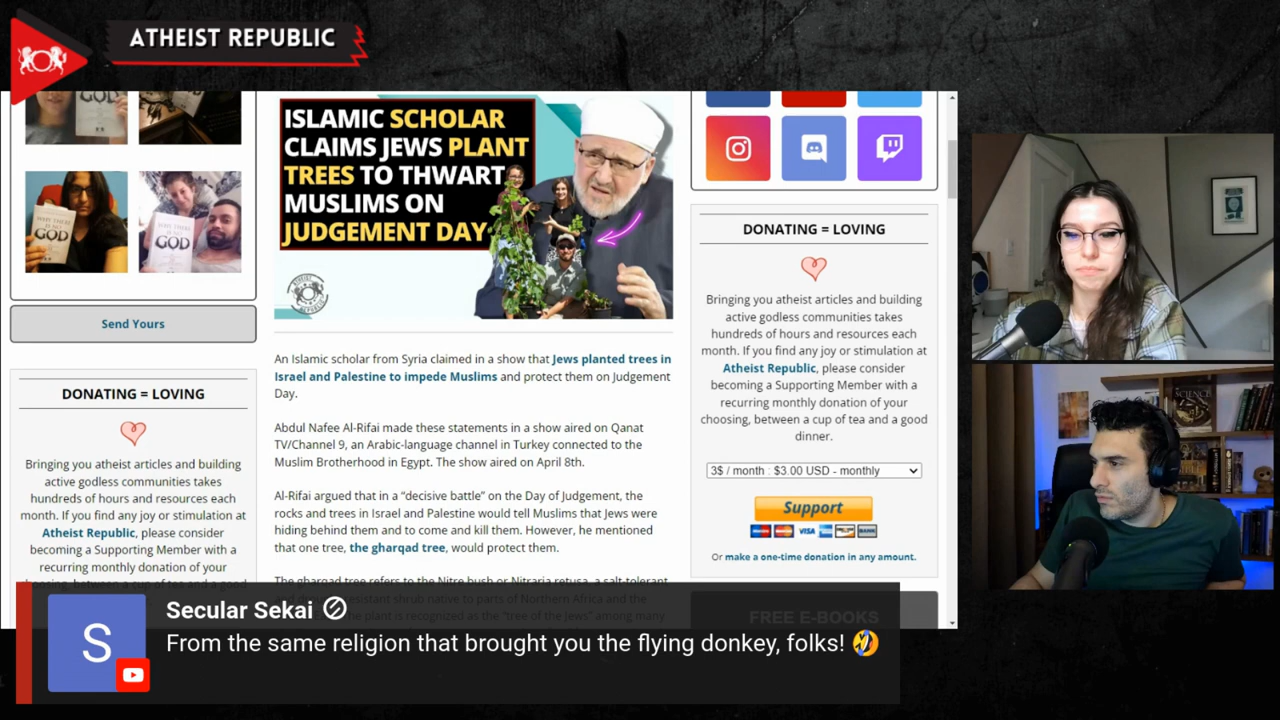 ATHEIST REPUBLIC
GOD
GOD
GOD
Send Yours
DONATING = LOVING
Bringing you atheist articles and building
active godless communities takes
hundreds of hours and resources each
month. If you find any joy or stimulation at
Atheist Republic, please consider
becoming a Supporting Member with a
recurring monthly donation of your
choosing, between a cup of tea and a good
ISLAMIC SCHOLAR
CLAIMS JEWS PLANT
TREES TO THWART
MUSLIMS ON
JUDGEMENT DAY
An Islamic scholar from Syria claimed in a show that Jews planted trees in
Israel and Palestine to impede Muslims and protect them on Judgement
Day.
Abdul Nafee Al-Rifai made these statements in a show aired on Qanat
TV/Channel 9, an Arabic-language channel in Turkey connected to the
Muslim Brotherhood in Egypt. The show aired on April 8th.
Al-Rifai argued that in a “decisive battle” on the Day of Judgement, the
rocks and trees in Israel and Palestine would tell Muslims that Jews were
hiding behind them and to come and kill them. However, he mentioned
that one tree, the gharqad tree, would protect them.
The gharqad tree refers to the Nitre bush or Nitraria retusa, a salt-tolerant
shrub native to parts of Northern Africa and the
plant is recognized as the “tree of the Jews” among many
DONATING = LOVING
Bringing you atheist articles and building
active godless communities takes
hundreds of hours and resources each
month. If you find any joy or stimulation at
Atheist Republic, please consider
becoming a Supporting Member with a
recurring monthly donation of your
choosing, between a cup of tea and a good
dinner.
3$ / month : $3.00 USD - monthly
Support
VISA
BANK
Or make a one-time donation in any amount.
FREE E-BOOKS
SCIENCE
S
Secular Sekai
From the same religion that brought you the flying donkey, folks! 🤣